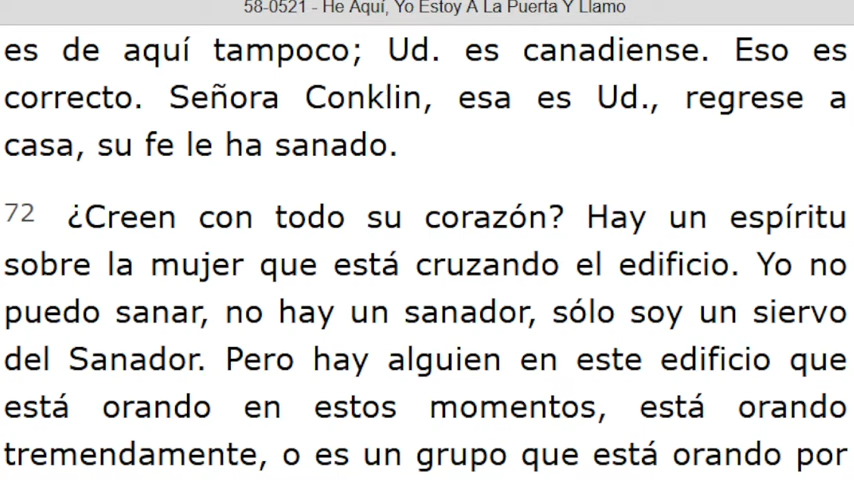 58-0521 - He Aquí, Yo Estoy A La Puerta Y Llamo
es de aquí tampoco; Ud. es canadiense. Eso es
correcto. Señora Conklin, esa es Ud., regrese a
casa, su fe le ha sanado.
72 ¿Creen con todo su corazón? Hay un espíritu
sobre la mujer que está cruzando el edificio. Yo no
puedo sanar, no hay un sanador, sólo soy un siervo
del Sanador. Pero hay alguien en este edificio que
está orando en estos momentos, está orando
tremendamente, o es un grupo que está orando por